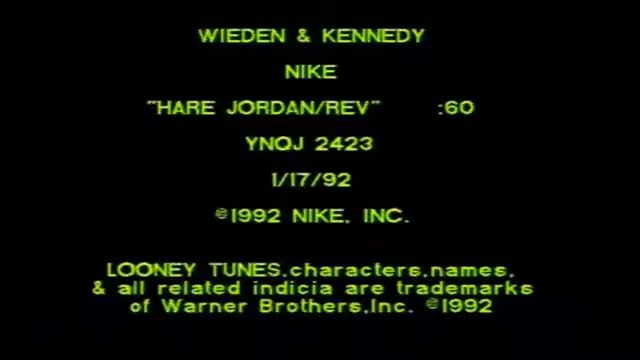 WIEDEN & KENNEDY
NIKE
"HARE JORDAN/REV" :60
YNQJ 2423
1/17/92
©1992 NIKE, INC.
LOONEY TUNES,characters,names,
& all related indicia are trademarks
of Warner Brothers,Inc. ©1992